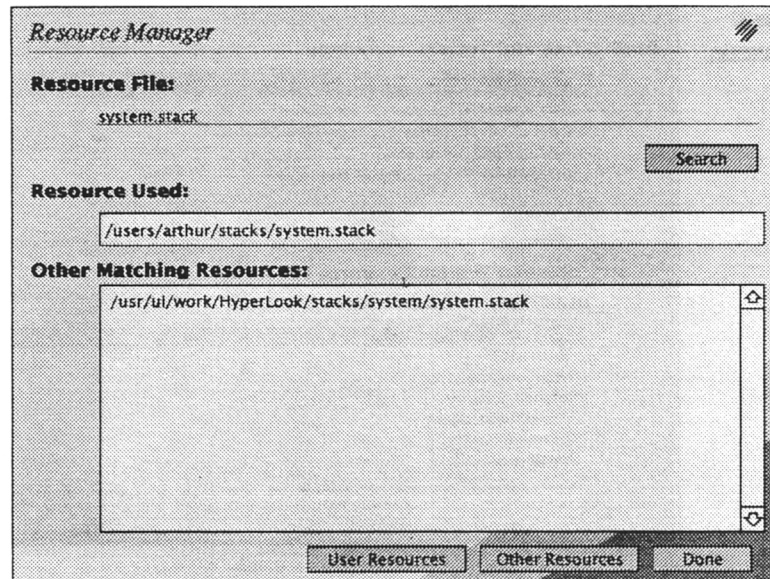 Resource Manager
Resource File:
system.stack
Search
Resource Used:
/users/arthur/stacks/system.stack
Other Matching Resources:
/usr/ui/work/HyperLook/stacks/system/system.stack
User Resources
Other Resources
Done